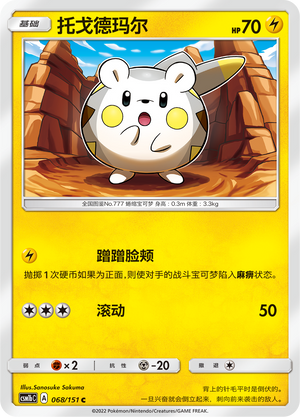 基础 托戈德玛尔 HP70
全国图鉴No.777 蜷缩宝可梦 身高：0.3m 体重：3.3kg
蹭蹭脸颊
抛掷1次硬币如果为正面，则使对手的战斗宝可梦陷入麻痹状态。
滚动 50
弱点 ×2 抗性 -20 撤退
Illus.Sanosuke Sakuma
CSM1b C A 068/151 C
背上的针毛平时是倒伏的。
一旦兴奋就会倒立起来，刺向前来袭击的敌人。
©2022 Pokémon/Nintendo/Creatures/GAME FREAK.